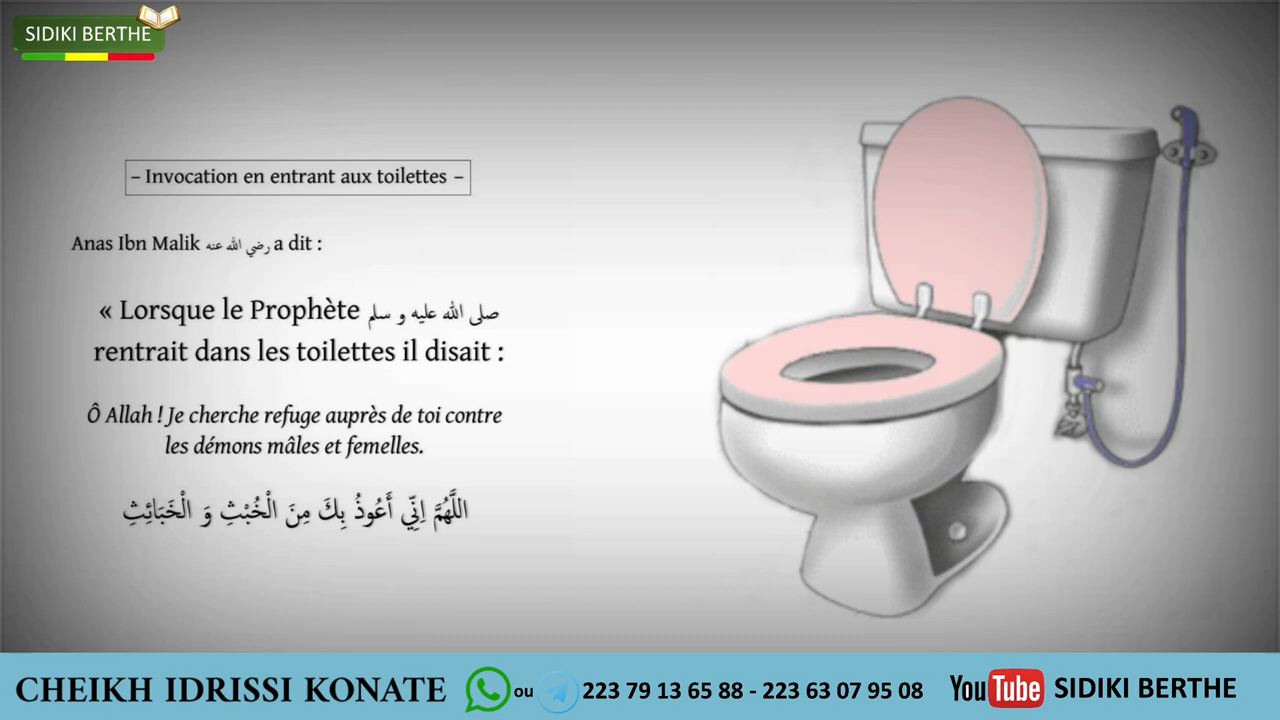 SIDIKI BERTHE
– Invocation en entrant aux toilettes –
Anas Ibn Malik رضي الله عنه a dit :
« Lorsque le Prophète صلى الله عليه و سلم
rentrait dans les toilettes il disait :
Ô Allah ! Je cherche refuge auprès de toi contre
les démons mâles et femelles.
اللَّهُمَّ اِنِّي أَعُوذُ بِكَ مِنَ الْخُبْثِ وَ الْخَبَائِثِ
CHEIKH IDRISSI KONATE ou 223 79 13 65 88 - 223 63 07 95 08 YouTube SIDIKI BERTHE